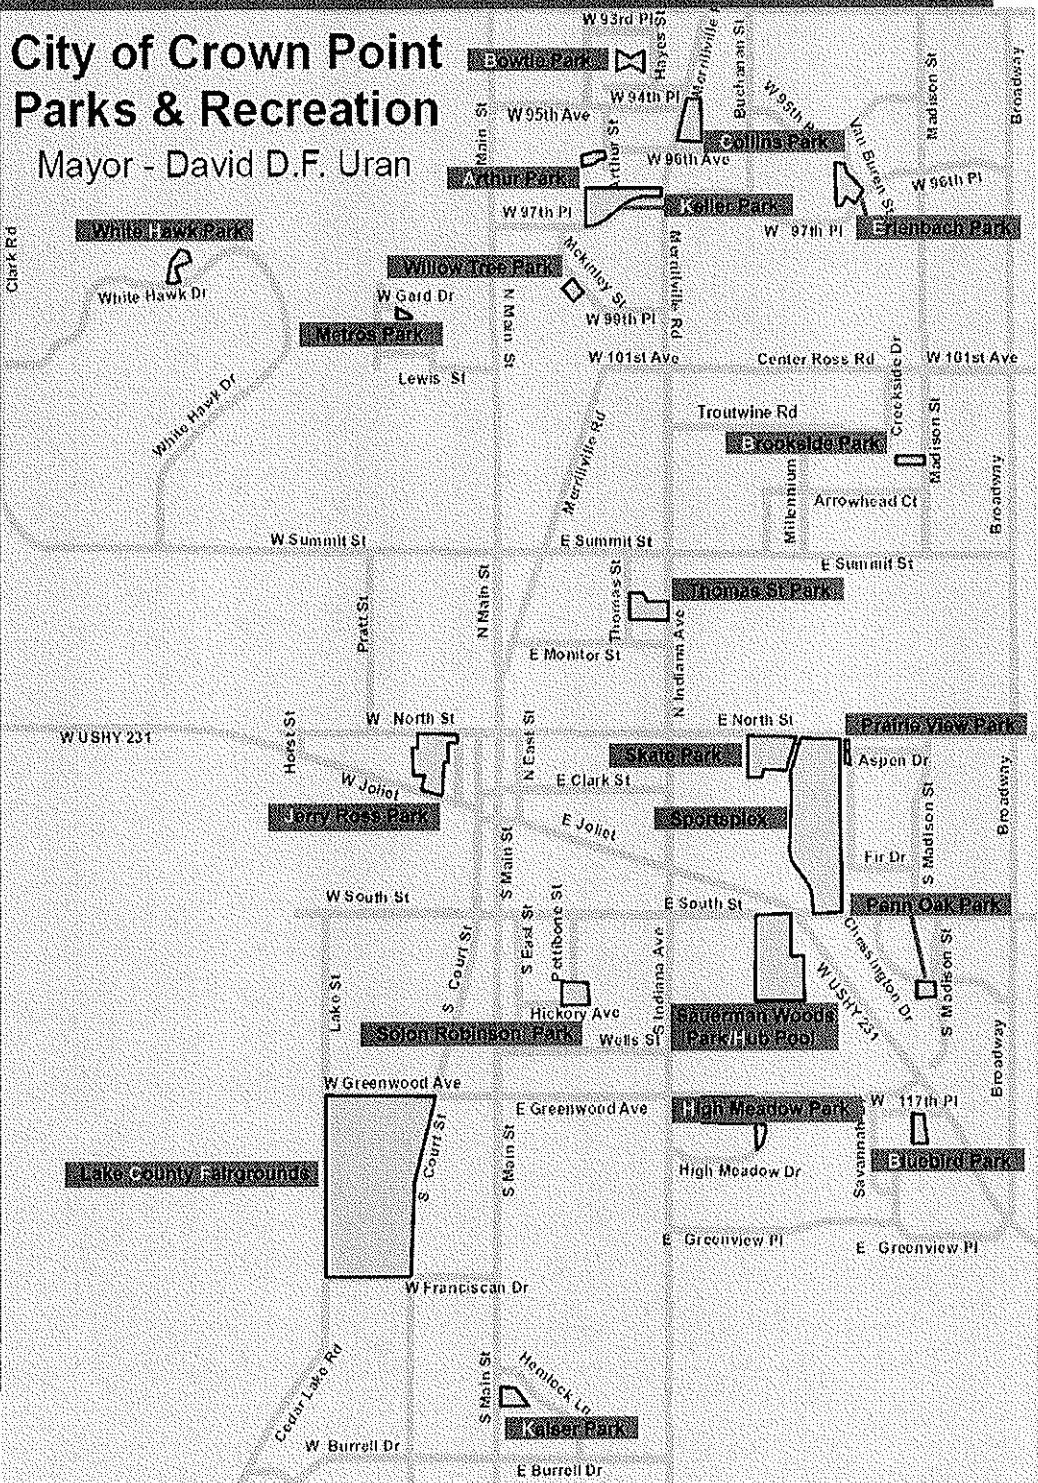 City of Crown Point
Parks & Recreation
Mayor - David D.F. Uran
W 93rd Pl
Hayes St
Merrillville R
Buchanan St
Madison St
Broadway
Bowtie Park
W 94th Pl
W 95th Ave
W 95th P
Main St
Arthur St
Collins Park
Van Buren St
W 96th Ave
Arthur Park
W 96th Pl
Keller Park
W 97th Pl
W 97th Pl
Erlenbach Park
White Hawk Park
Clark Rd
White Hawk Dr
Willow Tree Park
McKinley St
Merrillville Rd
W Gard Dr
N Main St
W 99th Pl
Metros Park
W 101st Ave
Center Ross Rd
Creekside Dr
W 101st Ave
Lewis St
White Hawk Dr
Merrillville Rd
Troutwine Rd
Brookside Park
Madison St
Millennium
Arrowhead Ct
Broadway
W Summit St
E Summit St
E Summit St
Pratt St
N Main St
Thomas St
Thomas St Park
E Monitor St
N Indiana Ave
W North St
E North St
Prairie View Park
W USHY 231
Horst St
N East St
Skate Park
Aspen Dr
W Joliet
E Clark St
Jerry Ross Park
Sportsplex
E Joliet
S Madison St
Broadway
Fir Dr
S Main St
W South St
E South St
Penn Oak Park
S Court St
S East St
Pettibone St
S Indiana Ave
Chessington Dr
S Madison St
Lake St
W USHY 231
Hickory Ave
Solon Robinson Park
Wells St
Sauerman Woods
Park/Hub Pool
Broadway
W Greenwood Ave
E Greenwood Ave
High Meadow Park
W 117th Pl
S Court St
S Main St
Savannah
Lake County Fairgrounds
High Meadow Dr
Bluebird Park
E Greenview Pl
E Greenview Pl
W Franciscan Dr
Cedar Lake Rd
S Main St
Hemlock Ln
Kaiser Park
W Burrell Dr
E Burrell Dr